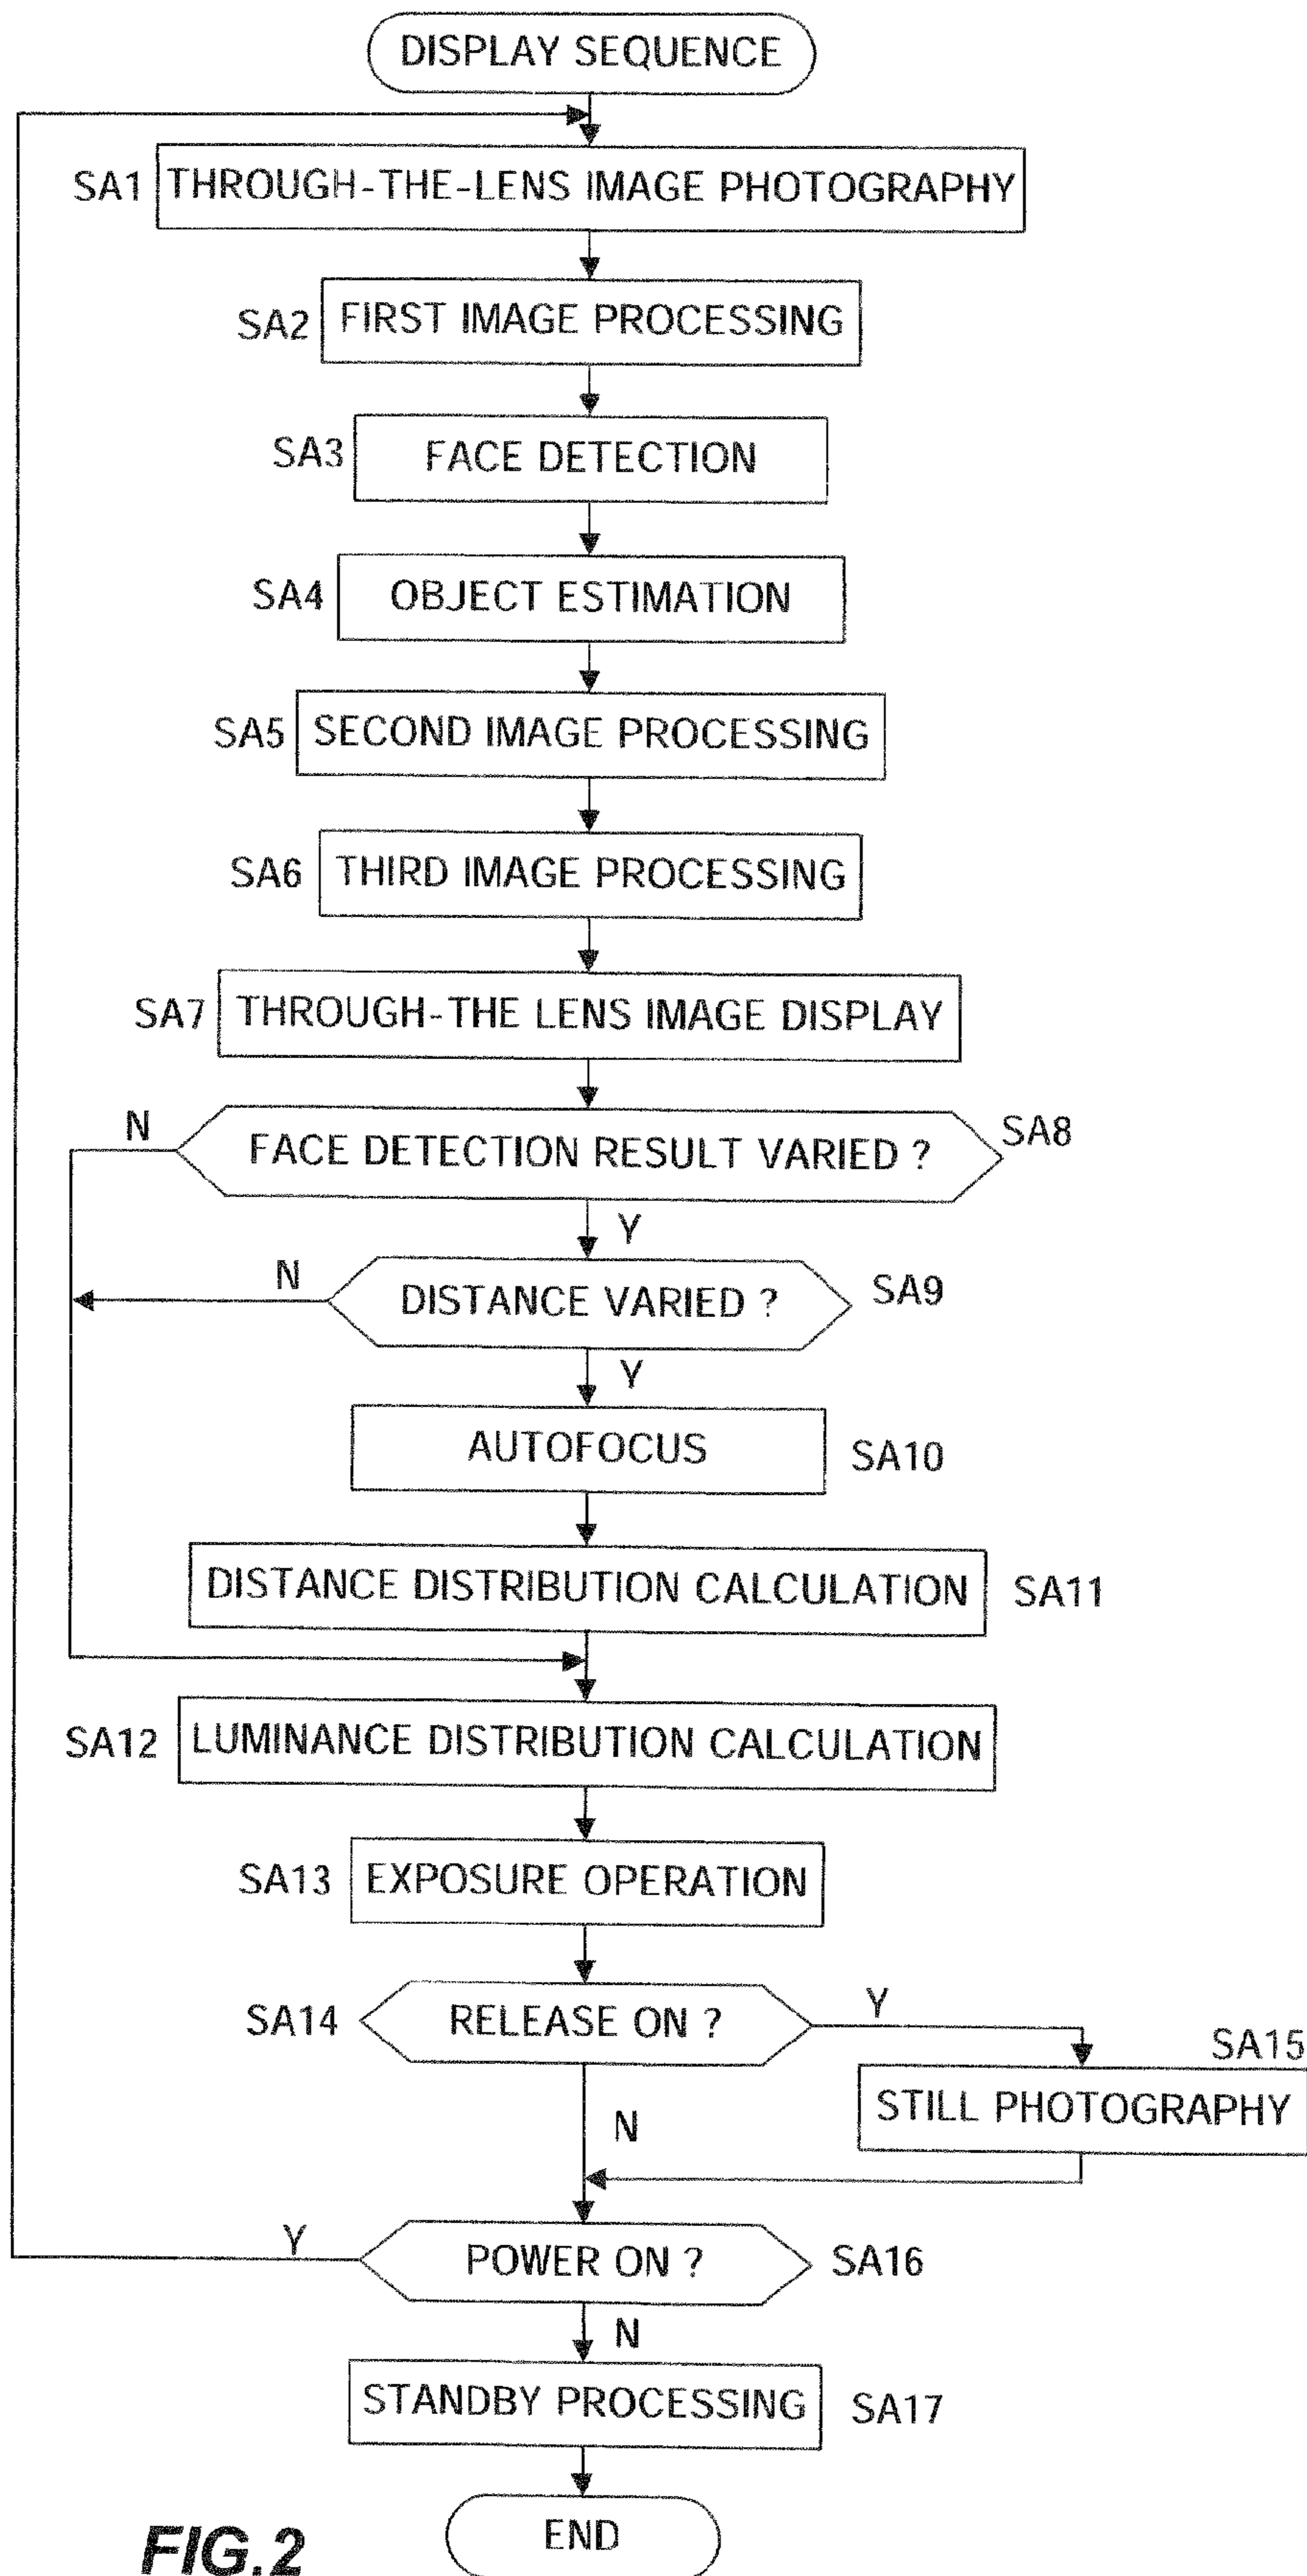 DISPLAY SEQUENCE
SA1 THROUGH-THE-LENS IMAGE PHOTOGRAPHY
SA2 FIRST IMAGE PROCESSING
SA3 FACE DETECTION
SA4 OBJECT ESTIMATION
SA5 SECOND IMAGE PROCESSING
SA6 THIRD IMAGE PROCESSING
SA7 THROUGH-THE LENS IMAGE DISPLAY
N
FACE DETECTION RESULT VARIED ? SA8
Y
N
DISTANCE VARIED ? SA9
Y
AUTOFOCUS SA10
DISTANCE DISTRIBUTION CALCULATION SA11
SA12 LUMINANCE DISTRIBUTION CALCULATION
SA13 EXPOSURE OPERATION
SA14 RELEASE ON ? Y
SA15
STILL PHOTOGRAPHY
N
Y
POWER ON ? SA16
N
STANDBY PROCESSING SA17
END
FIG.2